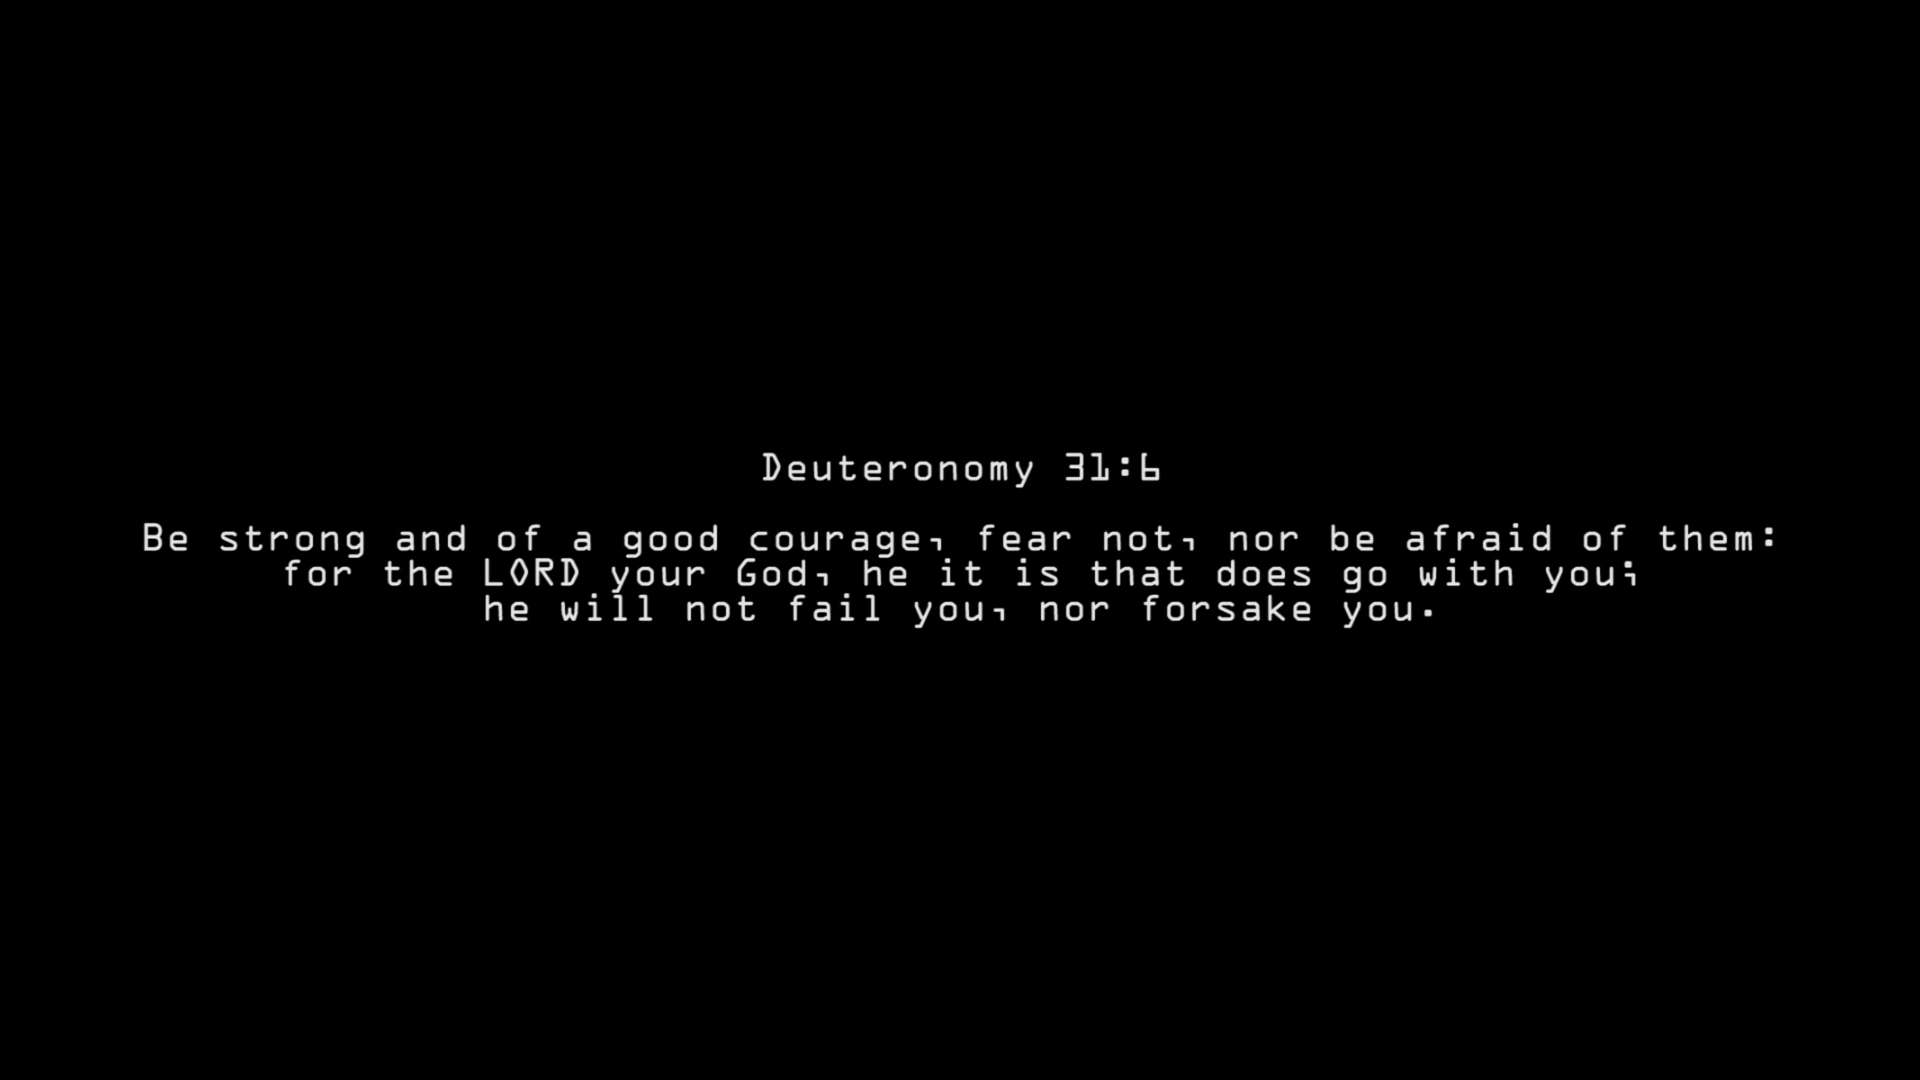 Deuteronomy 31:6
Be strong and of a good courage, fear not, nor be afraid of them:
for the LORD your God, he it is that does go with you;
he will not fail you, nor forsake you.